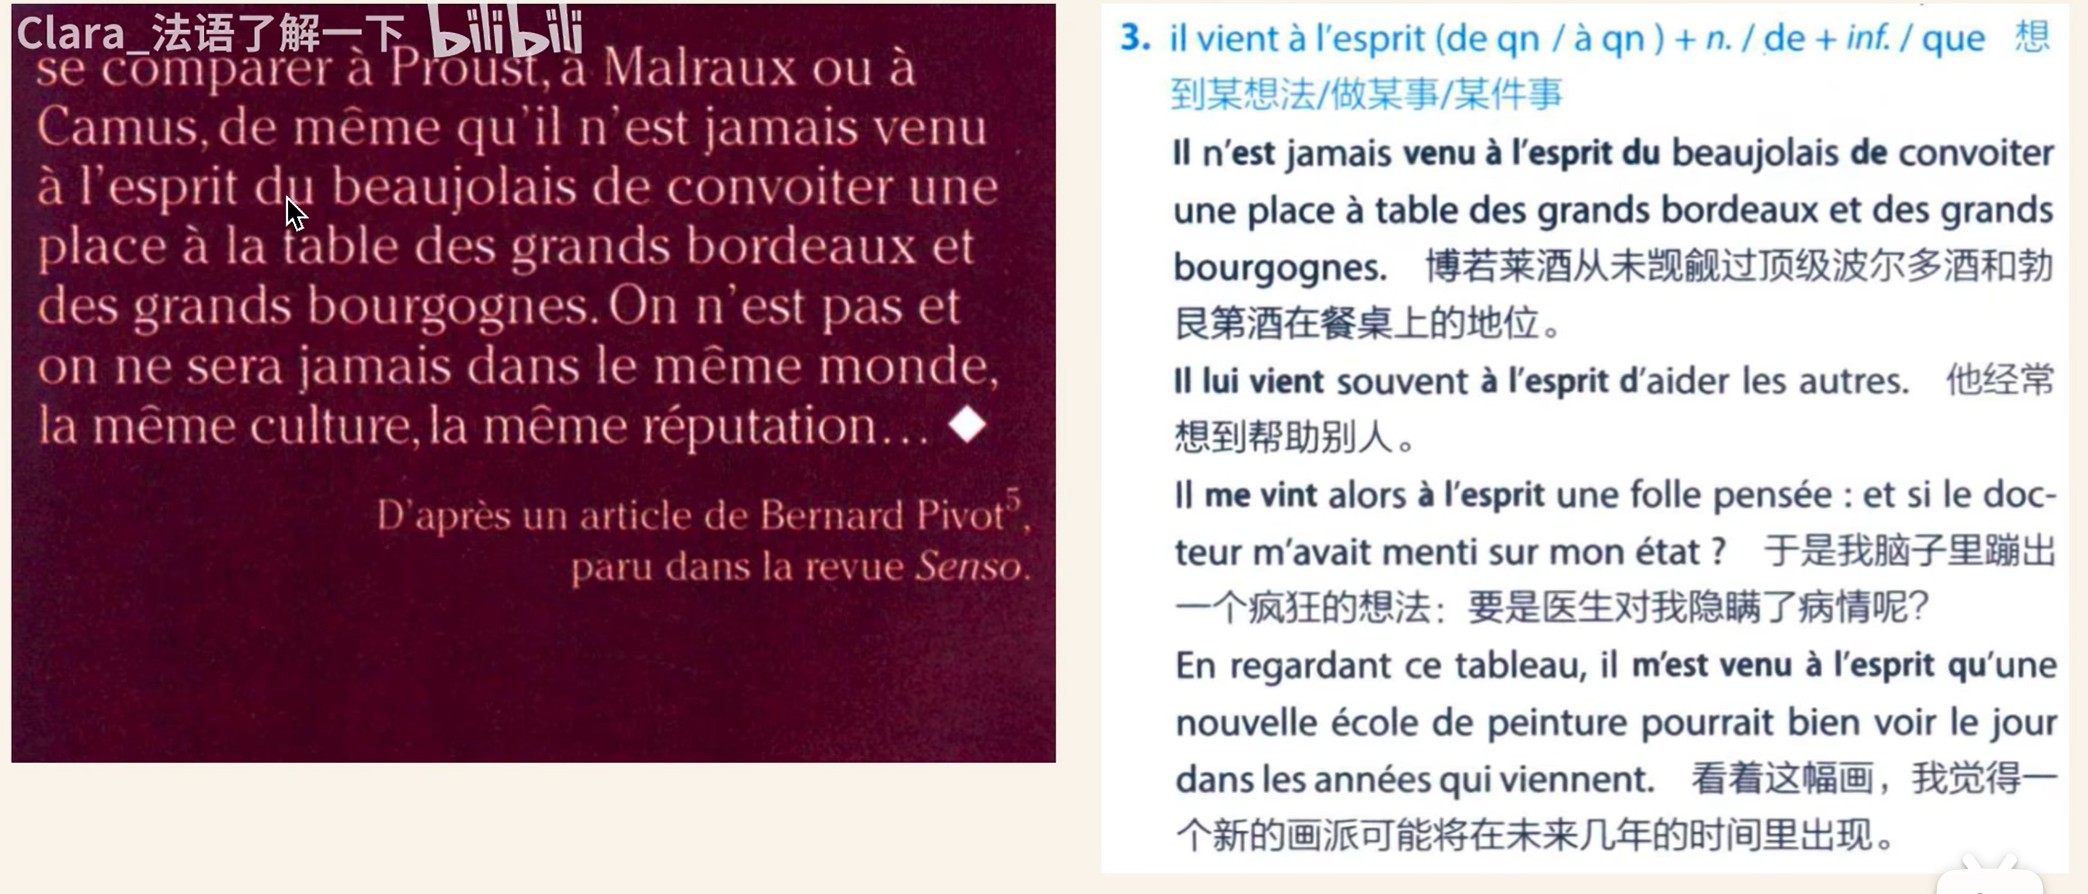 Clara_法语了解一下 bilibili
se comparer à Proust, à Malraux ou à
Camus, de même qu'il n'est jamais venu
à l'esprit du beaujolais de convoiter une
place à la table des grands bordeaux et
des grands bourgognes. On n'est pas et
on ne sera jamais dans le même monde,
la même culture, la même réputation…
D'après un article de Bernard Pivot⁵,
paru dans la revue Senso.
3. il vient à l'esprit (de qn / à qn ) + n. / de + inf. / que 想
到某想法/做某事/某件事
Il n'est jamais venu à l'esprit du beaujolais de convoiter
une place à table des grands bordeaux et des grands
bourgognes. 博若莱酒从未觊觎过顶级波尔多酒和勃
艮第酒在餐桌上的地位。
Il lui vient souvent à l'esprit d'aider les autres. 他经常
想到帮助别人。
Il me vint alors à l'esprit une folle pensée : et si le doc-
teur m'avait menti sur mon état ? 于是我脑子里蹦出
一个疯狂的想法：要是医生对我隐瞒了病情呢？
En regardant ce tableau, il m'est venu à l'esprit qu'une
nouvelle école de peinture pourrait bien voir le jour
dans les années qui viennent. 看着这幅画，我觉得一
个新的画派可能将在未来几年的时间里出现。